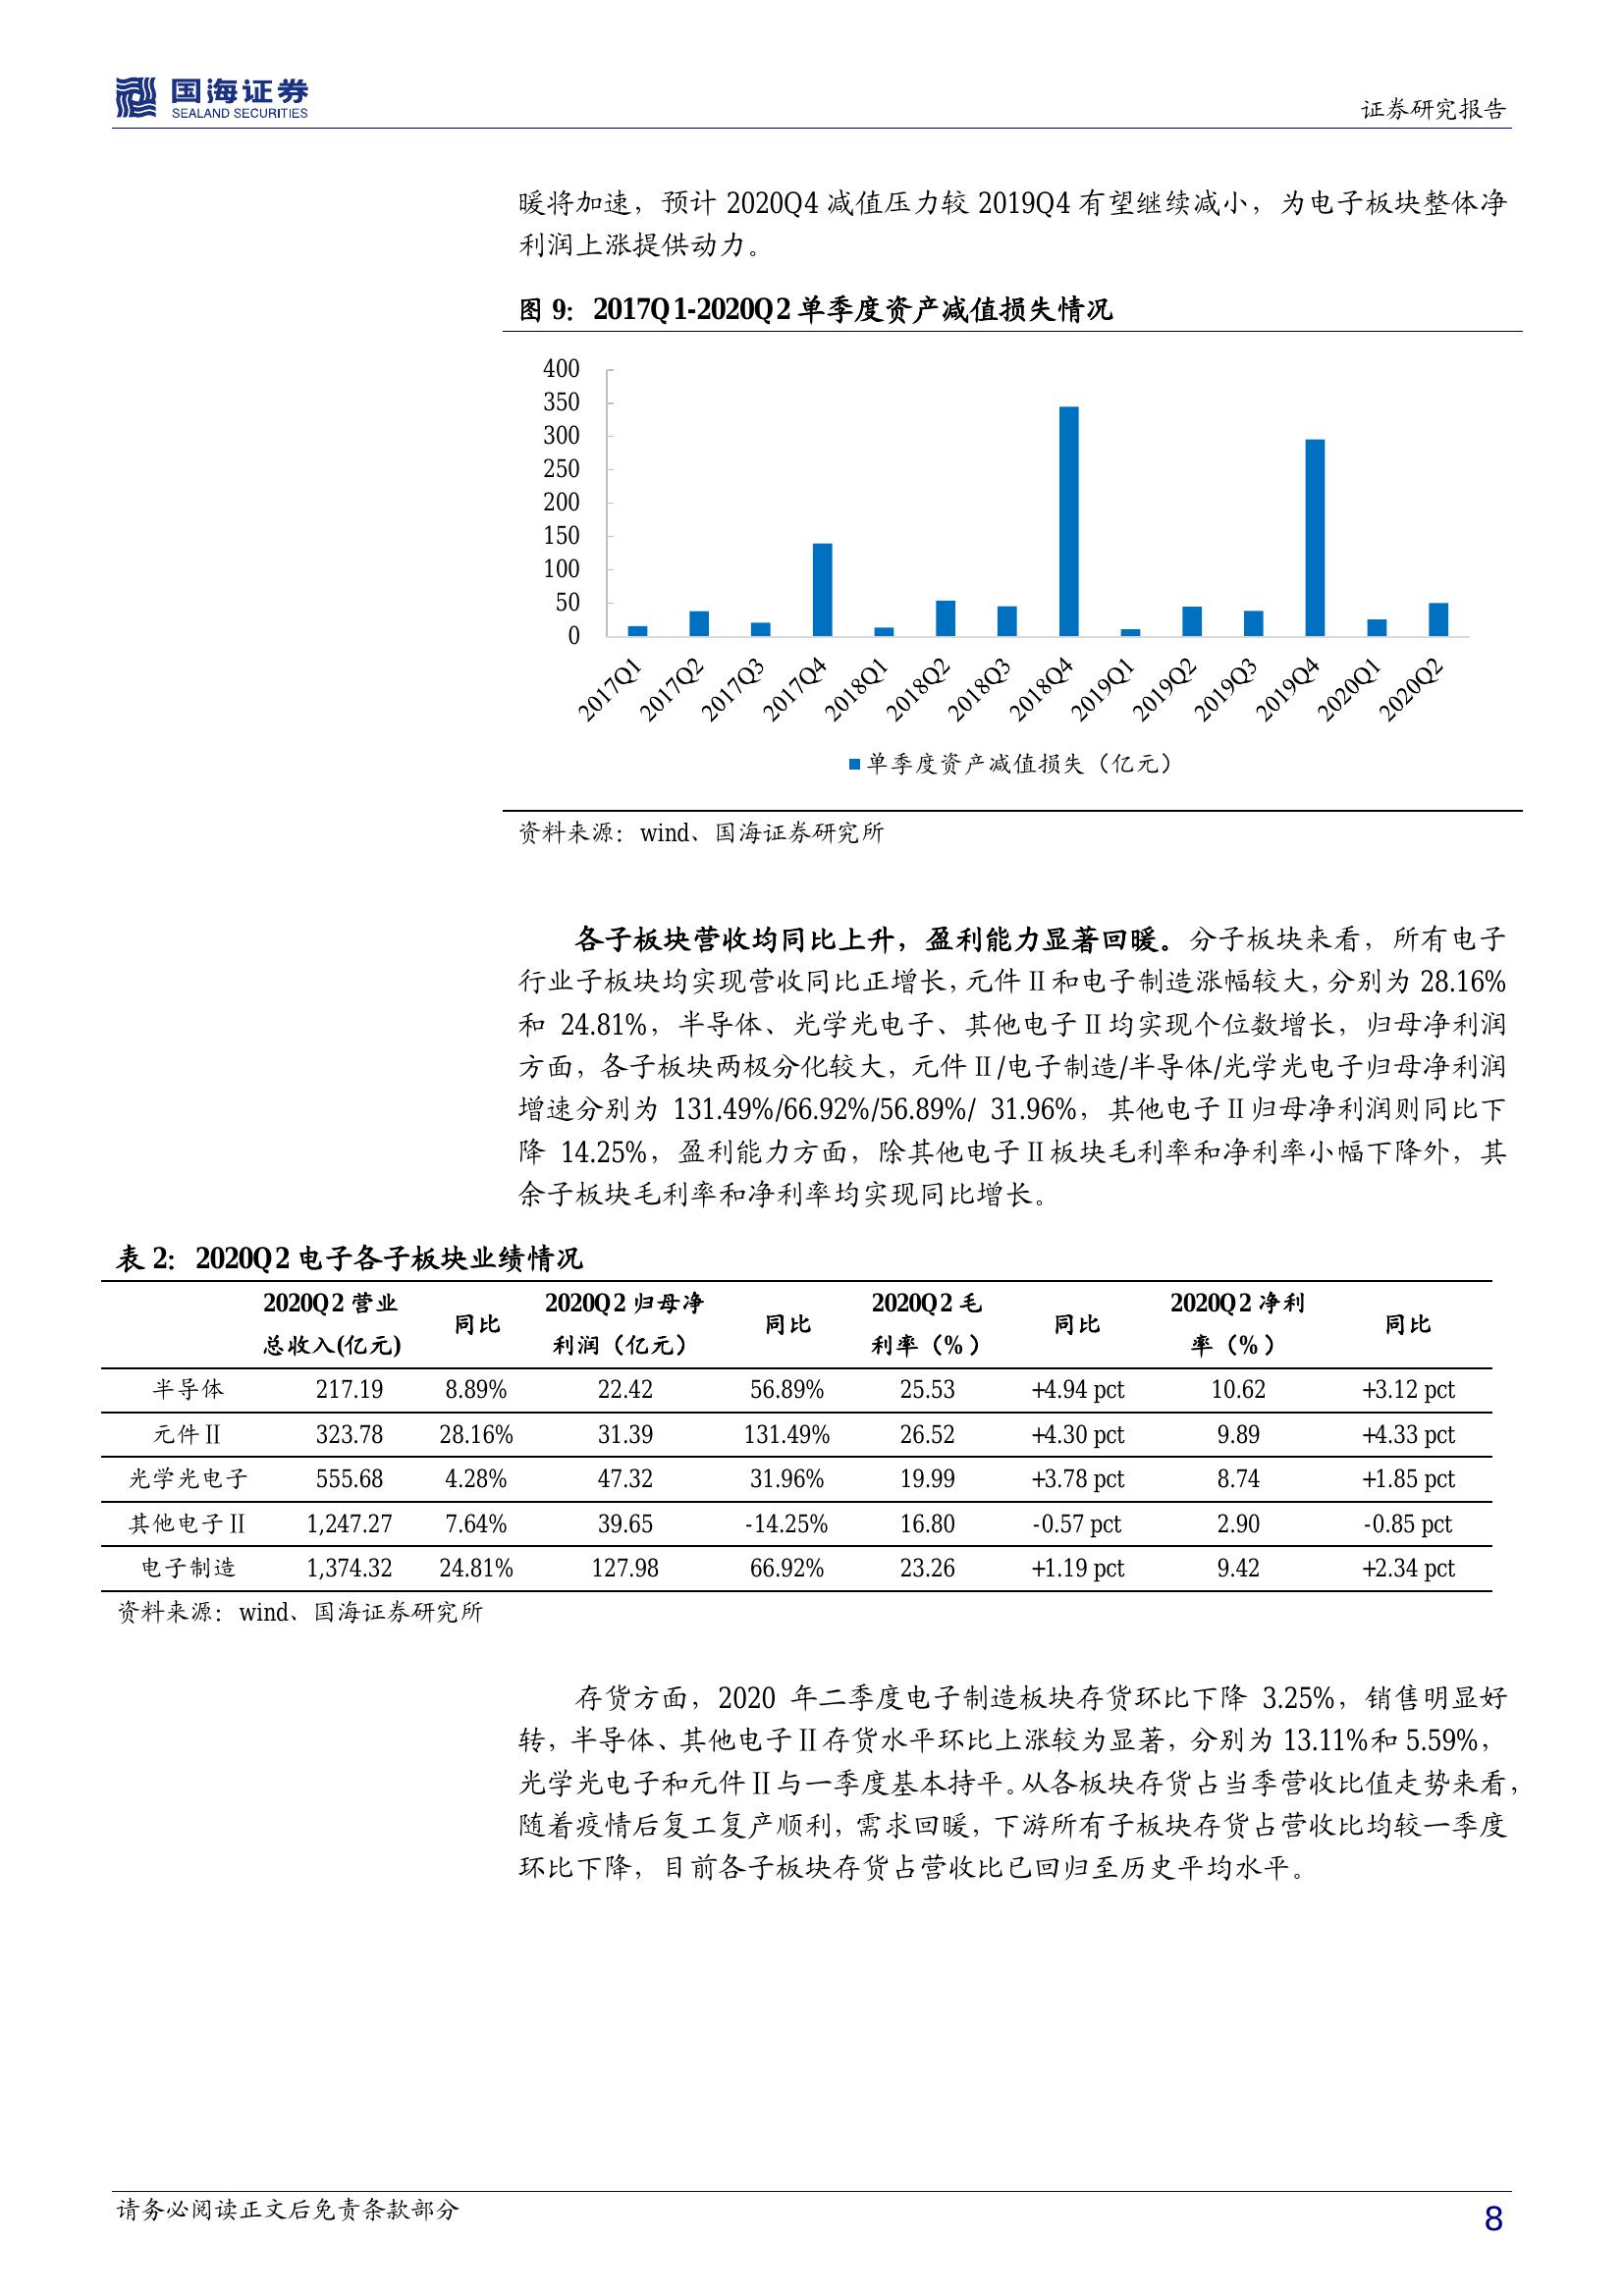 国海证券
SEALAND SECURITIES
证券研究报告
暖将加速，预计 2020Q4 减值压力较 2019Q4 有望继续减小，为电子板块整体净
利润上涨提供动力。
图 9：2017Q1-2020Q2 单季度资产减值损失情况
400
350
300
250
200
150
100
50
0
2017Q1 2017Q2 2017Q3 2017Q4 2018Q1 2018Q2 2018Q3 2018Q4 2019Q1 2019Q2 2019Q3 2019Q4 2020Q1 2020Q2
单季度资产减值损失（亿元）
资料来源：wind、国海证券研究所
各子板块营收均同比上升，盈利能力显著回暖。分子板块来看，所有电子
行业子板块均实现营收同比正增长，元件Ⅱ和电子制造涨幅较大，分别为 28.16%
和 24.81%，半导体、光学光电子、其他电子Ⅱ均实现个位数增长，归母净利润
方面，各子板块两极分化较大，元件Ⅱ/电子制造/半导体/光学光电子归母净利润
增速分别为 131.49%/66.92%/56.89%/ 31.96%，其他电子Ⅱ归母净利润则同比下
降 14.25%，盈利能力方面，除其他电子Ⅱ板块毛利率和净利率小幅下降外，其
余子板块毛利率和净利率均实现同比增长。
表 2：2020Q2 电子各子板块业绩情况
2020Q2 营业 2020Q2 归母净 2020Q2 毛 2020Q2 净利
同比 同比 同比 同比
总收入(亿元) 利润（亿元） 利率（%） 率（%）
半导体 217.19 8.89% 22.42 56.89% 25.53 +4.94 pct 10.62 +3.12 pct
元件Ⅱ 323.78 28.16% 31.39 131.49% 26.52 +4.30 pct 9.89 +4.33 pct
光学光电子 555.68 4.28% 47.32 31.96% 19.99 +3.78 pct 8.74 +1.85 pct
其他电子Ⅱ 1,247.27 7.64% 39.65 -14.25% 16.80 -0.57 pct 2.90 -0.85 pct
电子制造 1,374.32 24.81% 127.98 66.92% 23.26 +1.19 pct 9.42 +2.34 pct
资料来源：wind、国海证券研究所
存货方面，2020 年二季度电子制造板块存货环比下降 3.25%，销售明显好
转，半导体、其他电子Ⅱ存货水平环比上涨较为显著，分别为 13.11%和 5.59%，
光学光电子和元件Ⅱ与一季度基本持平。从各板块存货占当季营收比值走势来看，
随着疫情后复工复产顺利，需求回暖，下游所有子板块存货占营收比均较一季度
环比下降，目前各子板块存货占营收比已回归至历史平均水平。
请务必阅读正文后免责条款部分
8